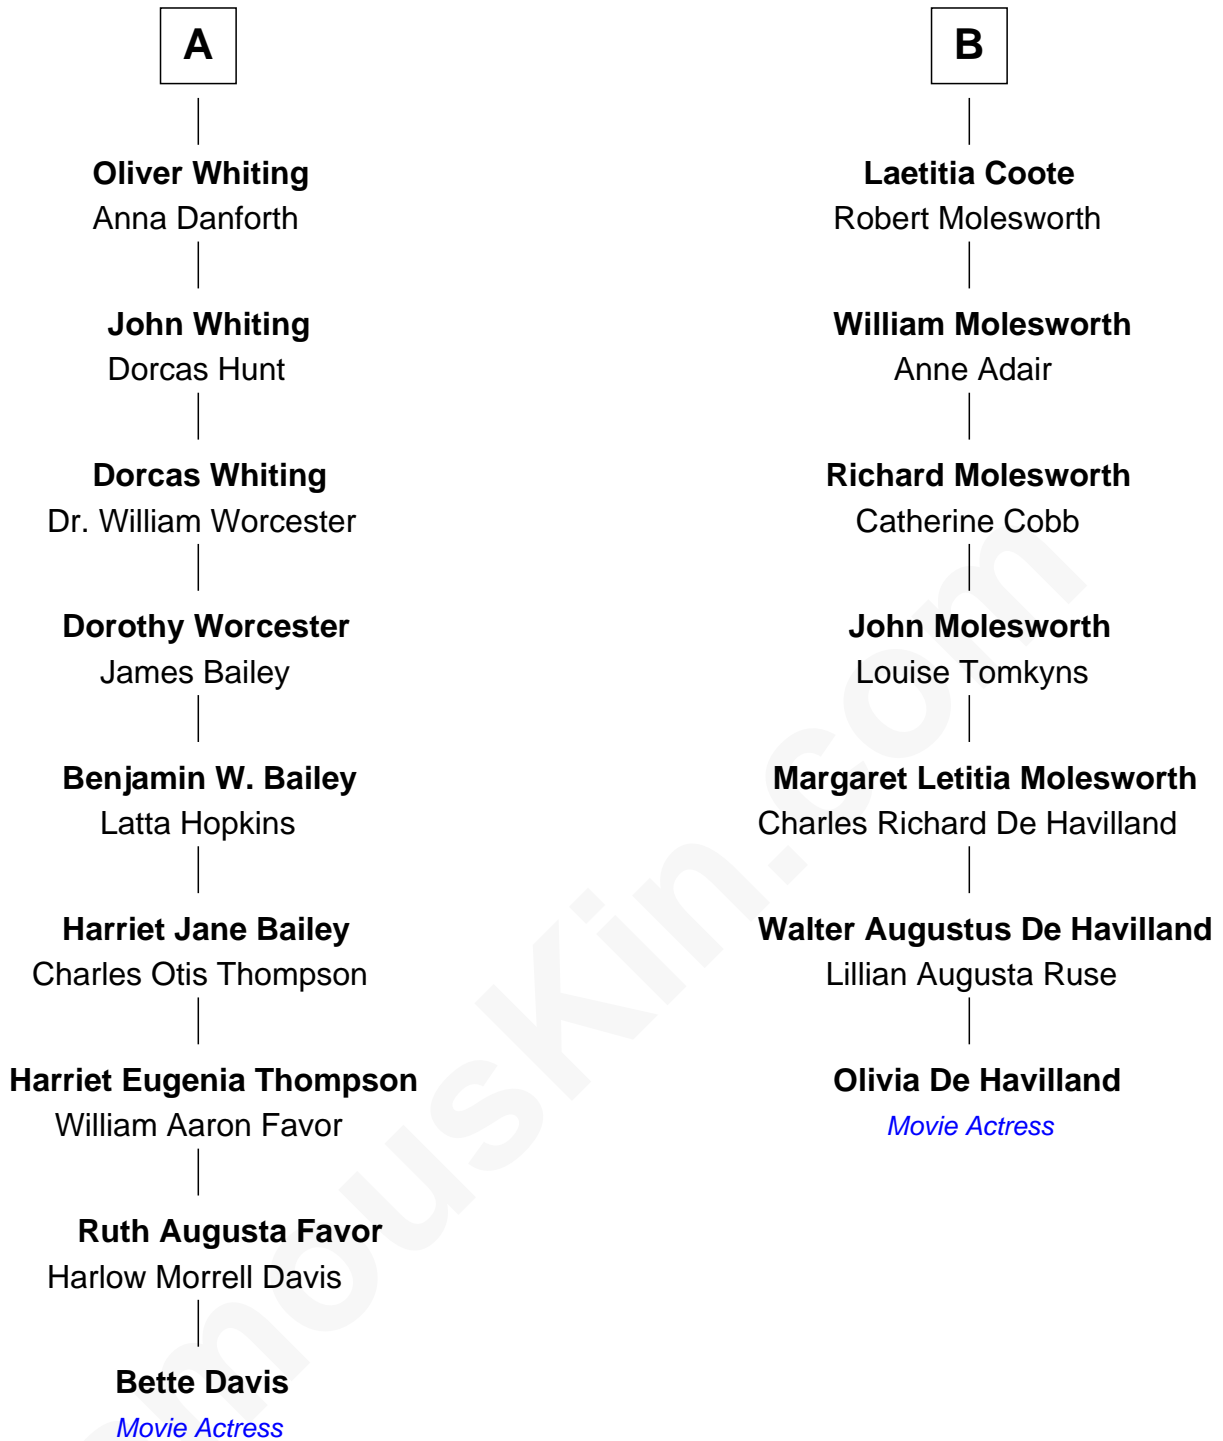 A
Oliver Whiting
Anna Danforth
John Whiting
Dorcas Hunt
Dorcas Whiting
Dr. William Worcester
Dorothy Worcester
James Bailey
Benjamin W. Bailey
Latta Hopkins
Harriet Jane Bailey
Charles Otis Thompson
Harriet Eugenia Thompson
William Aaron Favor
Ruth Augusta Favor
Harlow Morrell Davis
Bette Davis
Movie Actress
B
Laetitia Coote
Robert Molesworth
William Molesworth
Anne Adair
Richard Molesworth
Catherine Cobb
John Molesworth
Louise Tomkyns
Margaret Letitia Molesworth
Charles Richard De Havilland
Walter Augustus De Havilland
Lillian Augusta Ruse
Olivia De Havilland
Movie Actress
mousKin.com